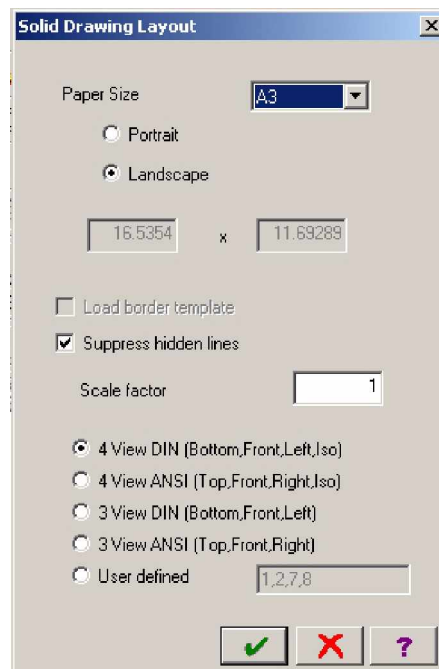 Solid Drawing Layout
Paper Size A3
Portrait
Landscape
16.5354 x 11.69289
Load border template
Suppress hidden lines
Scale factor 1
4 View DIN (Bottom,Front,Left,Iso)
4 View ANSI (Top,Front,Right,Iso)
3 View DIN (Bottom,Front,Left)
3 View ANSI (Top,Front,Right)
User defined 1,2,7,8
?